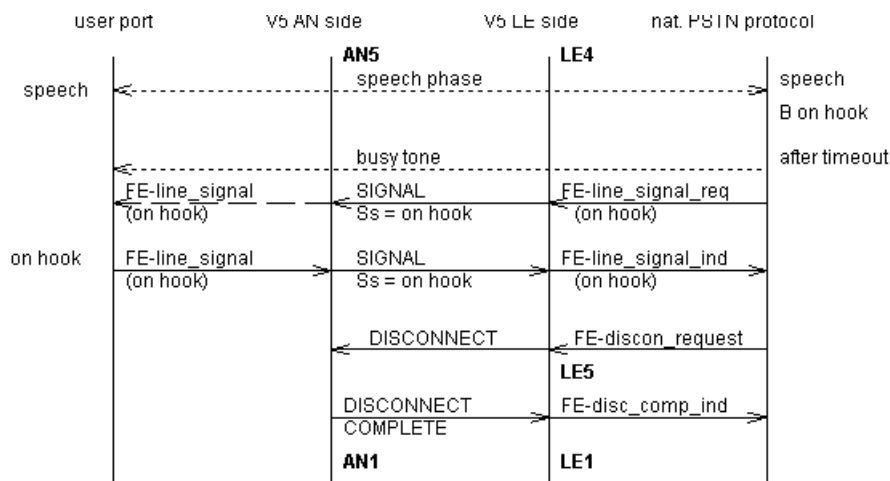 user port V5 AN side V5 LE side nat. PSTN protocol
AN5 LE4
speech speech phase speech
B on hook
busy tone after timeout
FE-line_signal SIGNAL FE-line_signal_req
(on hook) Ss = on hook (on hook)
on hook FE-line_signal SIGNAL FE-line_signal_ind
(on hook) Ss = on hook (on hook)
DISCONNECT FE-discon_request
LE5
DISCONNECT FE-disc_comp_ind
COMPLETE
AN1 LE1